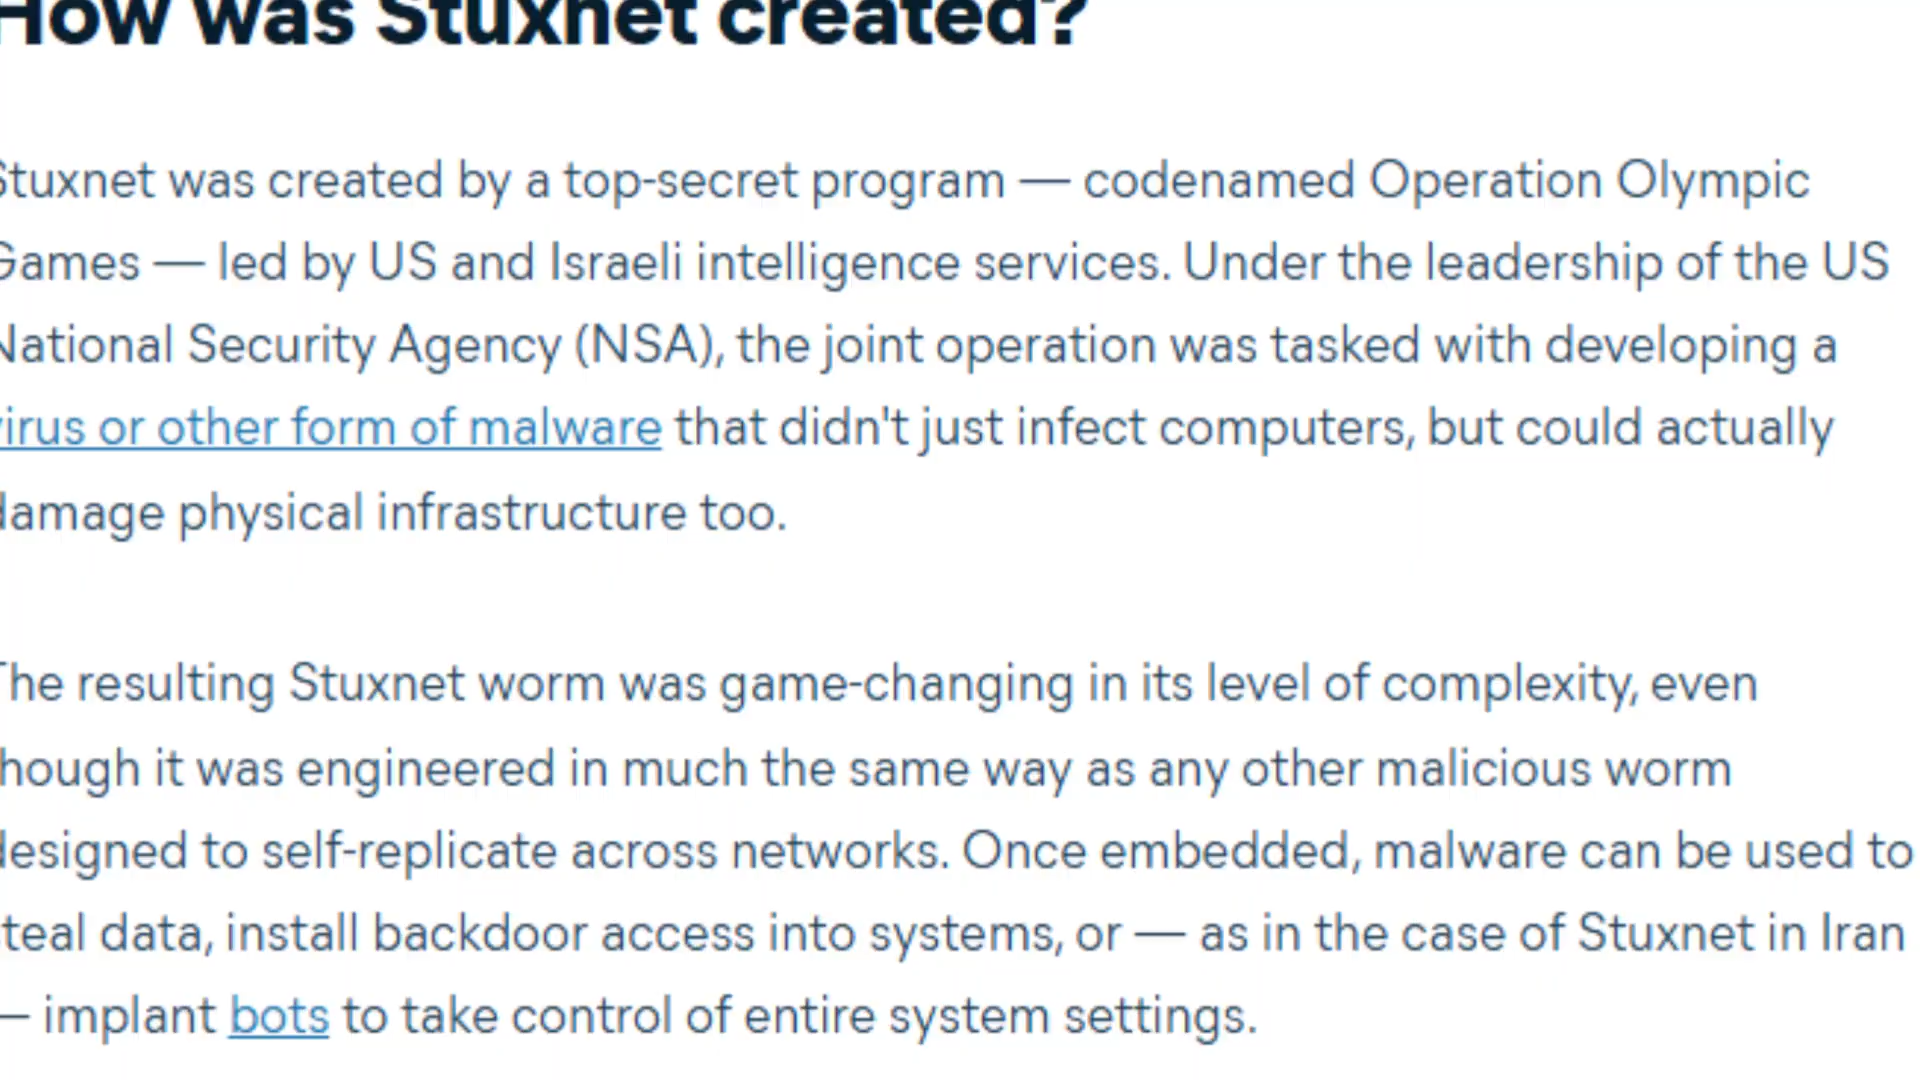 How was Stuxnet created?
Stuxnet was created by a top-secret program — codenamed Operation Olympic
Games — led by US and Israeli intelligence services. Under the leadership of the US
National Security Agency (NSA), the joint operation was tasked with developing a
virus or other form of malware that didn't just infect computers, but could actually
damage physical infrastructure too.
The resulting Stuxnet worm was game-changing in its level of complexity, even
though it was engineered in much the same way as any other malicious worm
designed to self-replicate across networks. Once embedded, malware can be used to
steal data, install backdoor access into systems, or — as in the case of Stuxnet in Iran
— implant bots to take control of entire system settings.